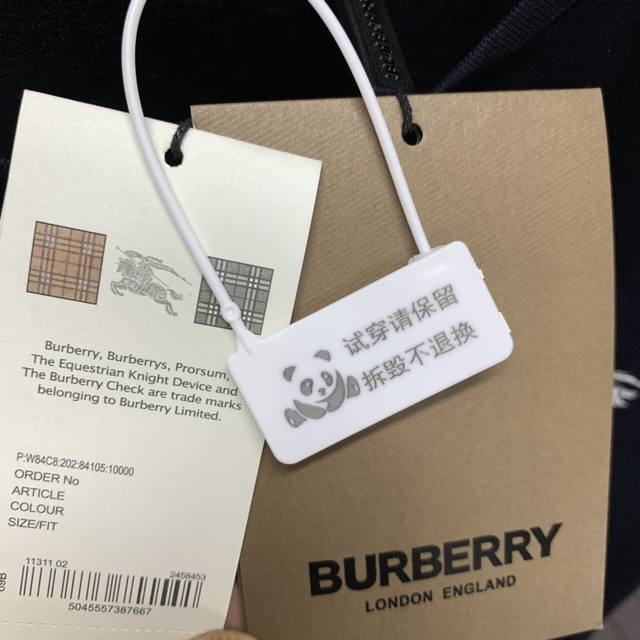 Burberry, Burberrys, Prorsum,
The Equestrian Knight Device and
The Burberry Check are trade marks
belonging to Burberry Limited.
P:W84C8:202:84105:10000
ORDER No
ARTICLE
COLOUR
SIZE/FIT
11311 02
2458453
5045557387667
09B
试穿请保留
拆毁不退换
BURBERRY
LONDON ENGLAND